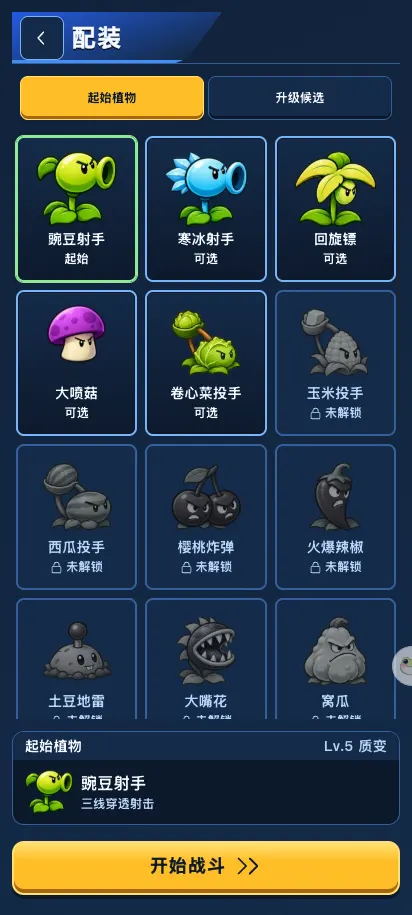 配装
起始植物
升级候选
豌豆射手
起始
寒冰射手
可选
回旋镖
可选
大喷菇
可选
卷心菜投手
可选
玉米投手
未解锁
西瓜投手
未解锁
樱桃炸弹
未解锁
火爆辣椒
未解锁
土豆地雷
大嘴花
窝瓜
起始植物
Lv.5 质变
豌豆射手
三线穿透射击
开始战斗